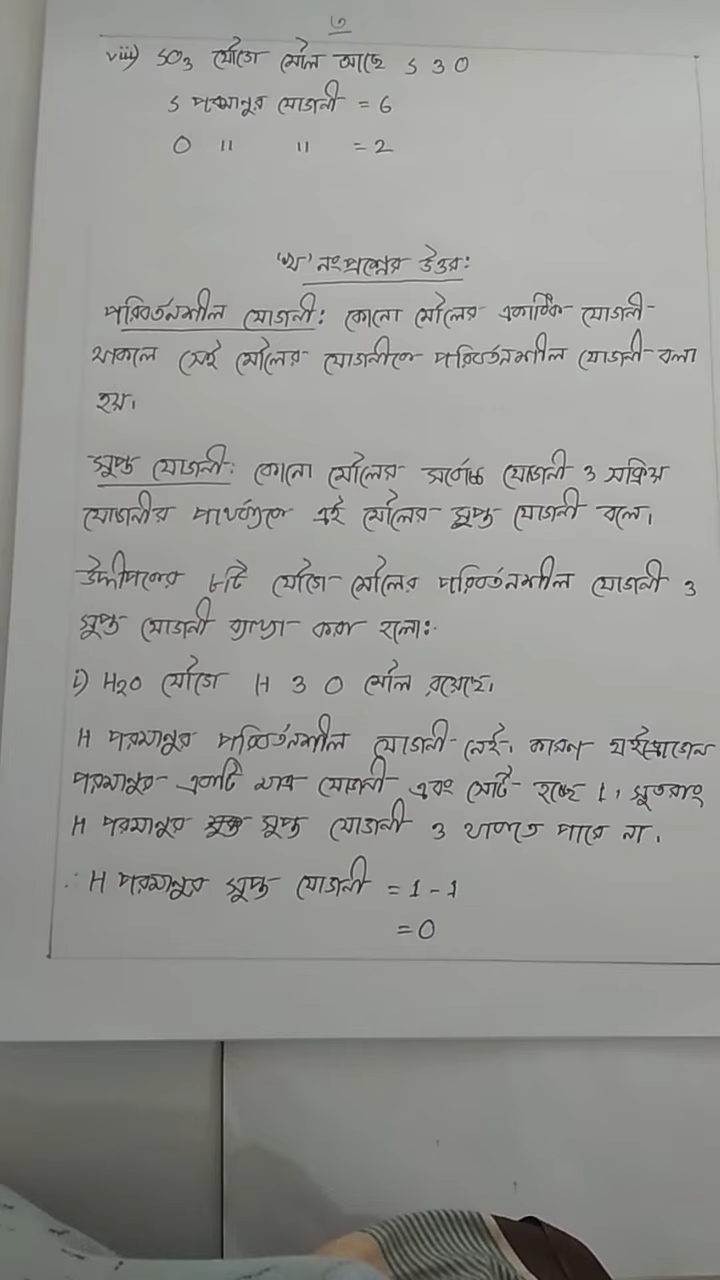 ৩
viii) SO₃ যৌগে মৌল আছে S ও O
S পরমানুর যোজনী = 6
O " " = 2
'খ' নং প্রশ্নের উত্তর:
পরিবর্তনশীল যোজনী: কোনো মৌলের একাধিক যোজনী
থাকলে সেই মৌলের যোজনীকে পরিবর্তনশীল যোজনী বলা
হয়।
সুপ্ত যোজনী: কোনো মৌলের সর্বোচ্চ যোজনী ও সক্রিয়
যোজনীর পার্থক্যকে এই মৌলের সুপ্ত যোজনী বলে।
উদ্দীপকের ৮টি যৌগে মৌলের পরিবর্তনশীল যোজনী ও
সুপ্ত যোজনী ব্যাখ্যা করা হলো:
i) H₂O যৌগে H ও O মৌল রয়েছে।
H পরমানুর পরিবর্তনশীল যোজনী নেই। কারণ হাইড্রোজেন
পরমানুর একটি মাত্র যোজনী এবং সেটি হচ্ছে 1। সুতরাং
H পরমানুর সুপ্ত যোজনী ও থাকতে পারে না।
∴ H পরমানুর সুপ্ত যোজনী = 1 - 1
= 0